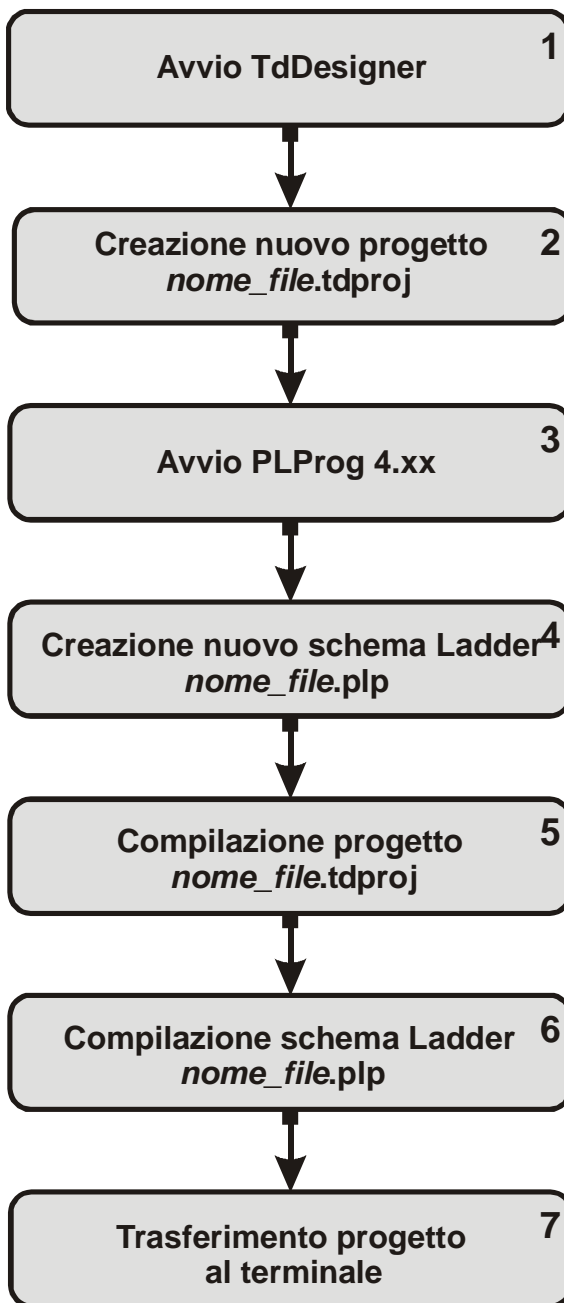 1
Avvio TdDesigner
2
Creazione nuovo progetto
nome_file.tdproj
3
Avvio PLProg 4.xx
4
Creazione nuovo schema Ladder
nome_file.plp
5
Compilazione progetto
nome_file.tdproj
6
Compilazione schema Ladder
nome_file.plp
7
Trasferimento progetto
al terminale